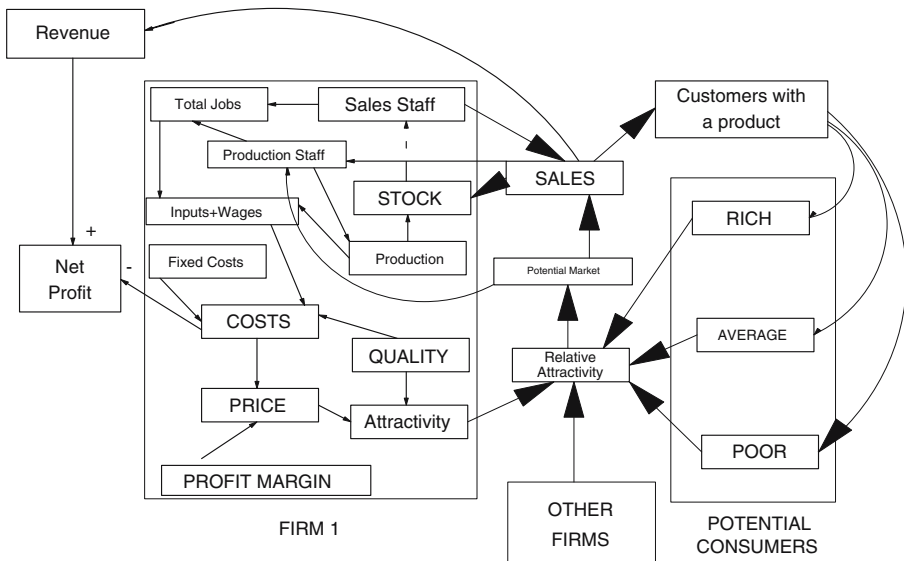 Revenue
Total Jobs
Sales Staff
Customers with
a product
Production Staff
SALES
STOCK
Inputs+Wages
RICH
+
Production
Fixed Costs
Potential Market
-
Net
Profit
COSTS
AVERAGE
QUALITY
Relative
Attractivity
PRICE
Attractivity
POOR
PROFIT MARGIN
OTHER
FIRMS
FIRM 1
POTENTIAL
CONSUMERS